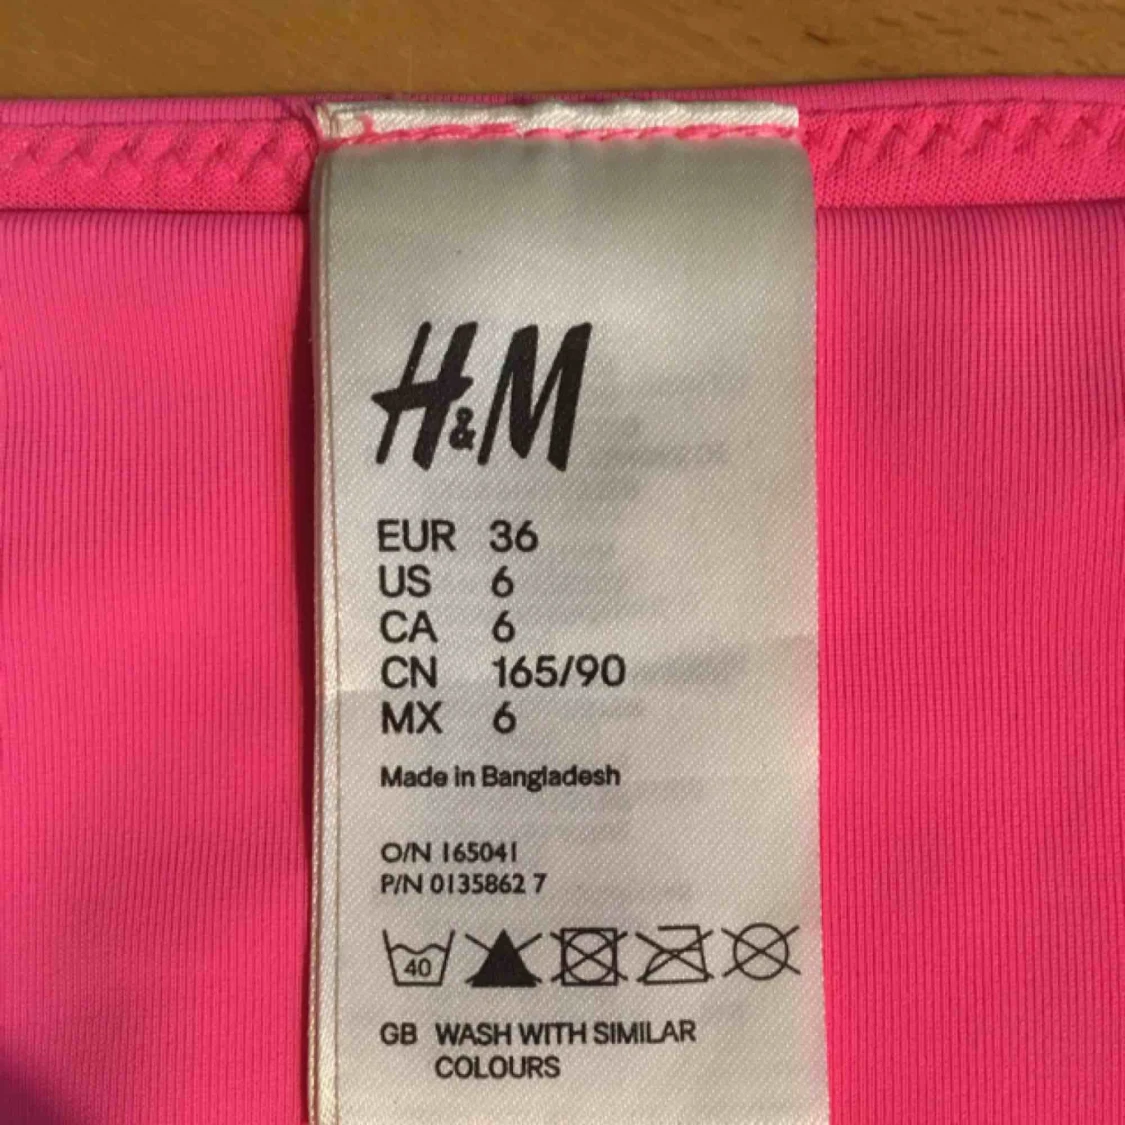 H&M
EUR 36
US 6
CA 6
CN 165/90
MX 6
Made in Bangladesh
O/N 165041
P/N 0135862 7
40
GB WASH WITH SIMILAR
COLOURS